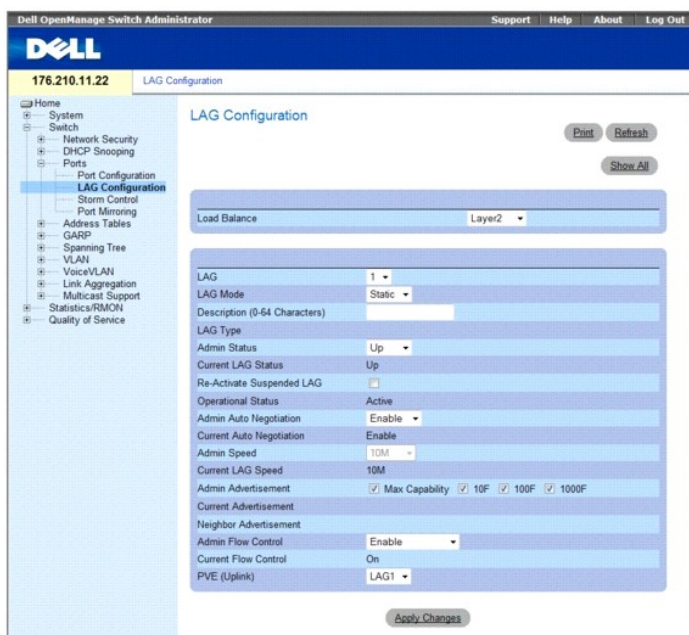 Dell OpenManage Switch Administrator
Support Help About Log Out
DELL
176.210.11.22
LAG Configuration
Home
System
Switch
Network Security
DHCP Snooping
Ports
Port Configuration
LAG Configuration
Storm Control
Port Mirroring
Address Tables
GARP
Spanning Tree
VLAN
VoiceVLAN
Link Aggregation
Multicast Support
Statistics/RMON
Quality of Service
LAG Configuration
Print Refresh
Show All
Load Balance Layer2
LAG 1
LAG Mode Static
Description (0-64 Characters)
LAG Type
Admin Status Up
Current LAG Status Up
Re-Activate Suspended LAG
Operational Status Active
Admin Auto Negotiation Enable
Current Auto Negotiation Enable
Admin Speed 10M
Current LAG Speed 10M
Admin Advertisement Max Capability 10F 100F 1000F
Current Advertisement
Neighbor Advertisement
Admin Flow Control Enable
Current Flow Control On
PVE (Uplink) LAG1
Apply Changes